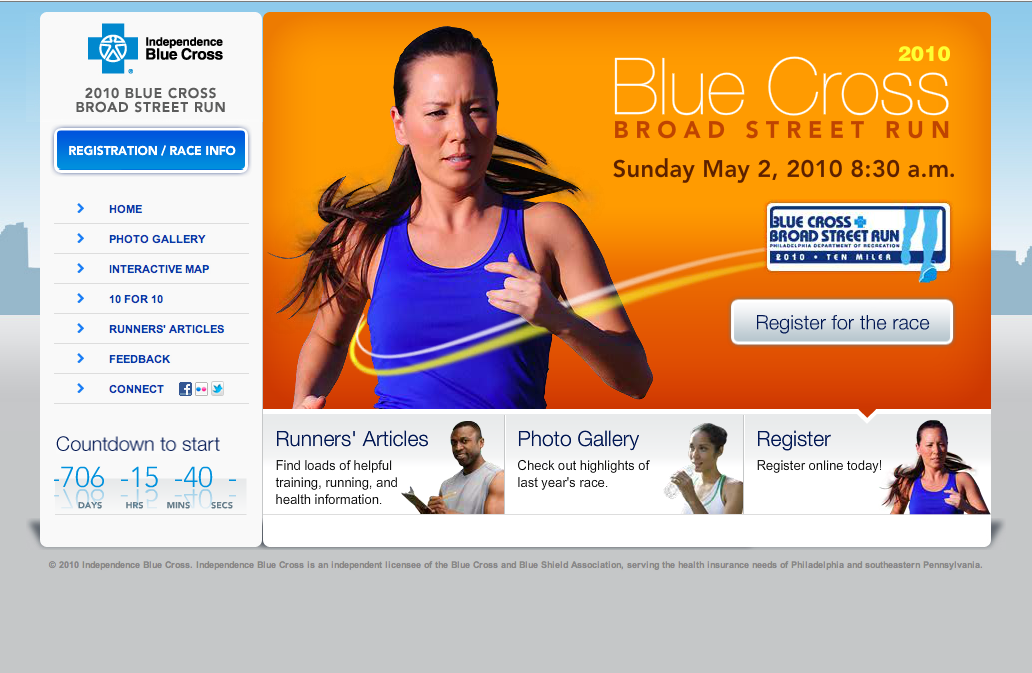 Independence
Blue Cross
2010 BLUE CROSS
BROAD STREET RUN
REGISTRATION / RACE INFO
HOME
PHOTO GALLERY
INTERACTIVE MAP
10 FOR 10
RUNNERS' ARTICLES
FEEDBACK
CONNECT
Countdown to start
-706 -15 -40 -
DAYS HRS MINS SECS
2010
Blue Cross
BROAD STREET RUN
Sunday May 2, 2010 8:30 a.m.
BLUE CROSS
BROAD STREET RUN
PHILADELPHIA DEPARTMENT OF RECREATION
2010 • TEN MILER
Register for the race
Runners' Articles
Find loads of helpful
training, running, and
health information.
Photo Gallery
Check out highlights of
last year's race.
Register
Register online today!
© 2010 Independence Blue Cross. Independence Blue Cross is an independent licensee of the Blue Cross and Blue Shield Association, serving the health insurance needs of Philadelphia and southeastern Pennsylvania.